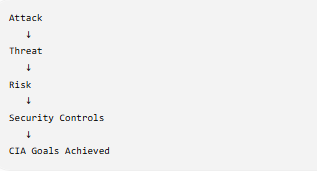 Attack
↓
Threat
↓
Risk
↓
Security Controls
↓
CIA Goals Achieved